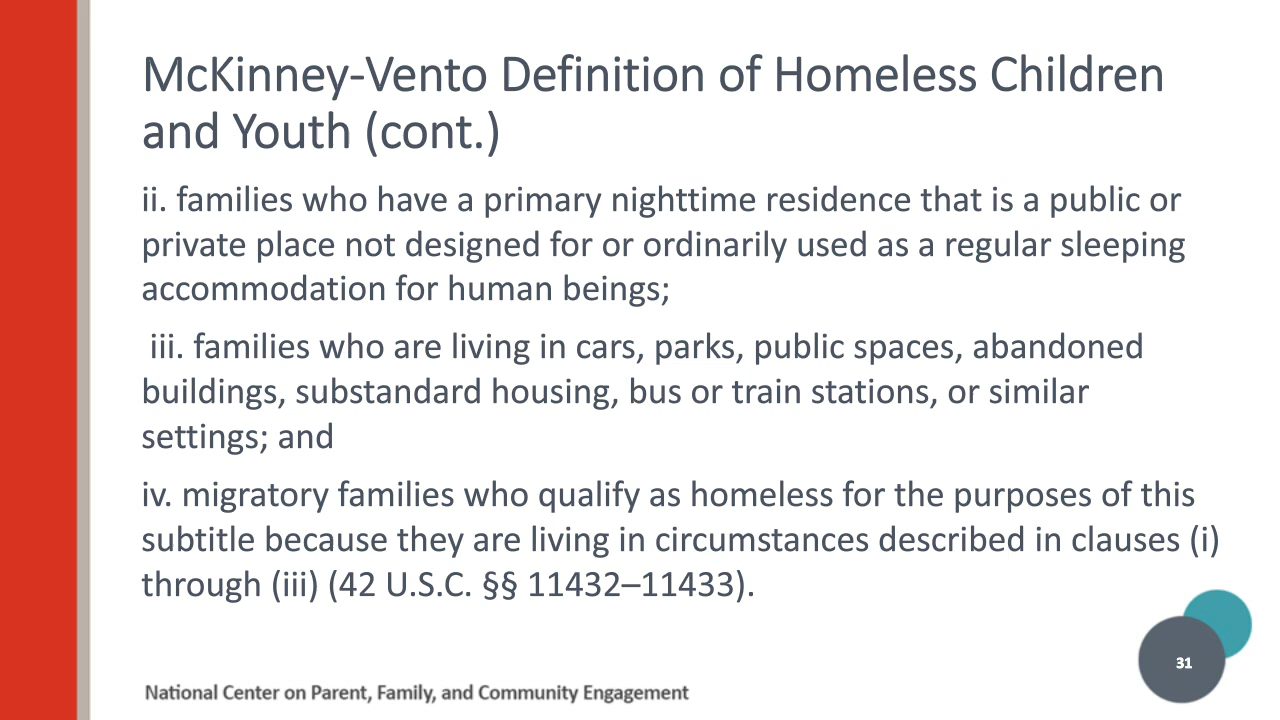 McKinney-Vento Definition of Homeless Children
and Youth (cont.)
ii. families who have a primary nighttime residence that is a public or
private place not designed for or ordinarily used as a regular sleeping
accommodation for human beings;
iii. families who are living in cars, parks, public spaces, abandoned
buildings, substandard housing, bus or train stations, or similar
settings; and
iv. migratory families who qualify as homeless for the purposes of this
subtitle because they are living in circumstances described in clauses (i)
through (iii) (42 U.S.C. §§ 11432–11433).
31
National Center on Parent, Family, and Community Engagement